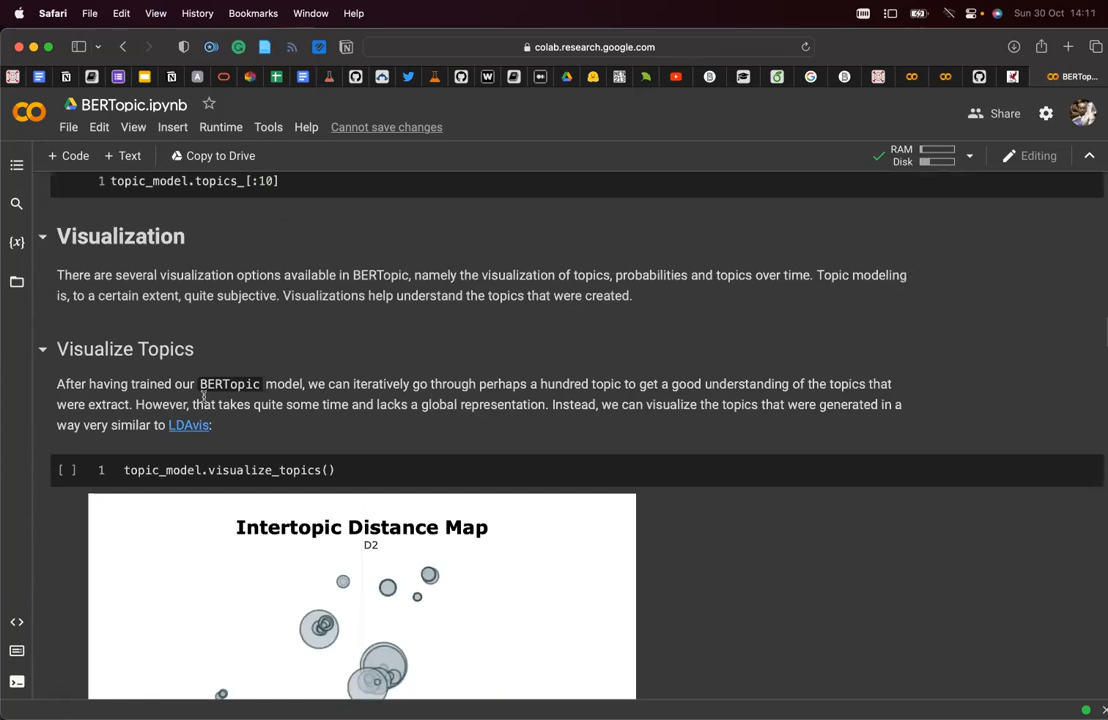 Safari File Edit View History Bookmarks Window Help Sun 30 Oct 14:11
colab.research.google.com
BERTop...
BERTopic.ipynb
File Edit View Insert Runtime Tools Help Cannot save changes Share
+ Code + Text Copy to Drive RAM Disk Editing
1 topic_model.topics_[:10]
Visualization
There are several visualization options available in BERTopic, namely the visualization of topics, probabilities and topics over time. Topic modeling
is, to a certain extent, quite subjective. Visualizations help understand the topics that were created.
Visualize Topics
After having trained our BERTopic model, we can iteratively go through perhaps a hundred topic to get a good understanding of the topics that
were extract. However, that takes quite some time and lacks a global representation. Instead, we can visualize the topics that were generated in a
way very similar to LDAvis:
[ ] 1 topic_model.visualize_topics()
Intertopic Distance Map
D2